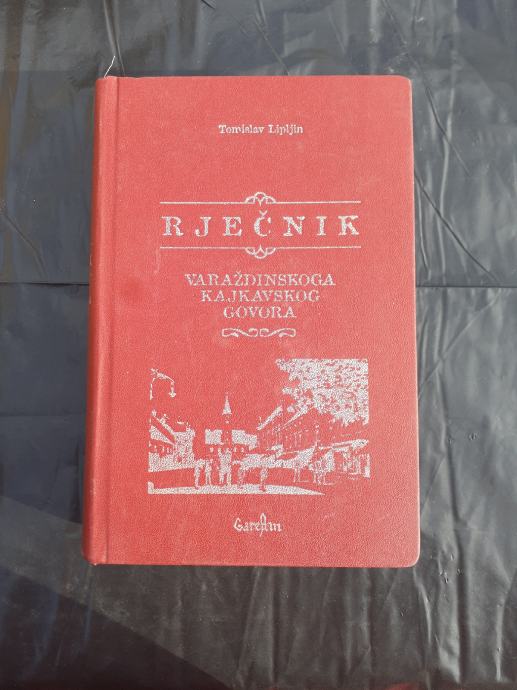 Tomislav Lipljin
RJEČNIK
VARAŽDINSKOGA
KAJKAVSKOG
GOVORA
Garestin